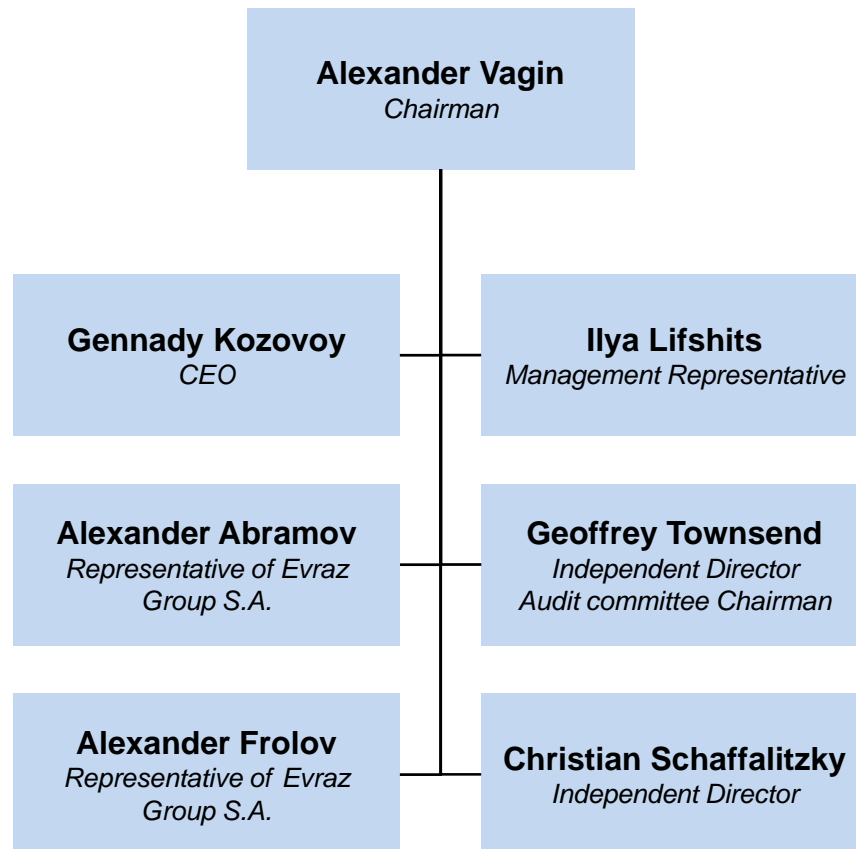 Alexander Vagin
Chairman
Gennady Kozovoy
CEO
Ilya Lifshits
Management Representative
Alexander Abramov
Representative of Evraz
Group S.A.
Geoffrey Townsend
Independent Director
Audit committee Chairman
Alexander Frolov
Representative of Evraz
Group S.A.
Christian Schaffalitzky
Independent Director